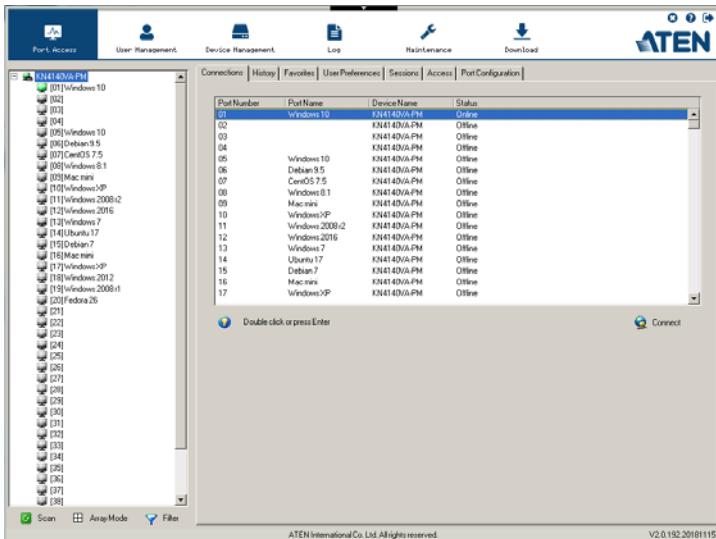 Port Access
User Management
Device Management
Log
Maintenance
Download
ATEN
KN4140VA-PM
[01]Windows 10
[02]
[03]
[04]
[05]Windows 10
[06]Debian 9.5
[07]CentOS 7.5
[08]Windows 8.1
[09]Mac mini
[10]Windows XP
[11]Windows 2008r2
[12]Windows 2016
[13]Windows 7
[14]Ubuntu 17
[15]Debian 7
[16]Mac mini
[17]Windows XP
[18]Windows 2012
[19]Windows 2008r1
[20]Fedora 26
[21]
[22]
[23]
[24]
[25]
[26]
[27]
[28]
[29]
[30]
[31]
[32]
[33]
[34]
[35]
[36]
[37]
[38]
Scan
Array Mode
Filter
Connections
History
Favorites
User Preferences
Sessions
Access
Port Configuration
Port Number Port Name Device Name Status
01 Windows 10 KN4140VA-PM Online
02 KN4140VA-PM Offline
03 KN4140VA-PM Offline
04 KN4140VA-PM Offline
05 Windows 10 KN4140VA-PM Offline
06 Debian 9.5 KN4140VA-PM Offline
07 CentOS 7.5 KN4140VA-PM Offline
08 Windows 8.1 KN4140VA-PM Offline
09 Mac mini KN4140VA-PM Offline
10 Windows XP KN4140VA-PM Offline
11 Windows 2008r2 KN4140VA-PM Offline
12 Windows 2016 KN4140VA-PM Offline
13 Windows 7 KN4140VA-PM Offline
14 Ubuntu 17 KN4140VA-PM Offline
15 Debian 7 KN4140VA-PM Offline
16 Mac mini KN4140VA-PM Offline
17 Windows XP KN4140VA-PM Offline
Double click or press Enter
Connect
ATEN International Co. Ltd. All rights reserved.
V2.0.192.20181115